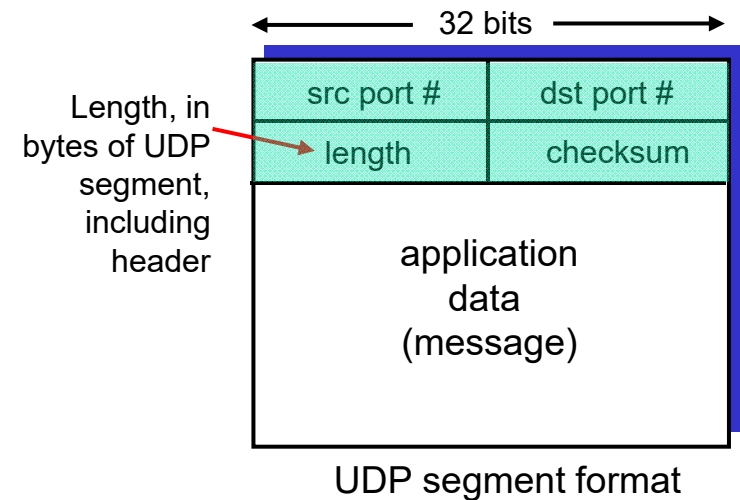 32 bits
src port #
dst port #
Length, in
bytes of UDP
segment,
including
header
length
checksum
application
data
(message)
UDP segment format